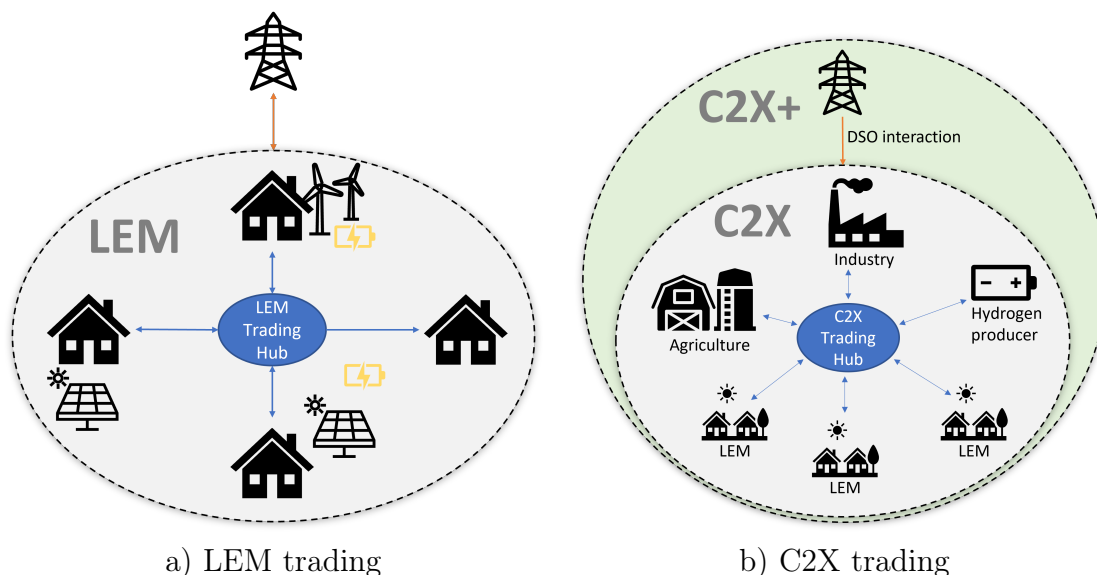 LEM
LEM
Trading
Hub
a) LEM trading
C2X+
DSO interaction
C2X
Industry
Agriculture
Hydrogen
producer
C2X
Trading
Hub
LEM
LEM
LEM
b) C2X trading